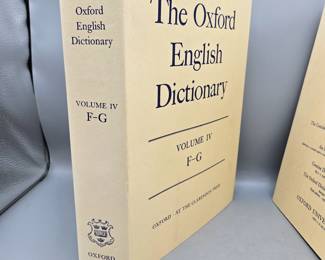 Oxford
English
Dictionary
VOLUME IV
F–G
OXFORD
The Oxford
English
Dictionary
VOLUME IV
F–G
OXFORD · AT THE CLARENDON PRESS
OXFORD UNIV